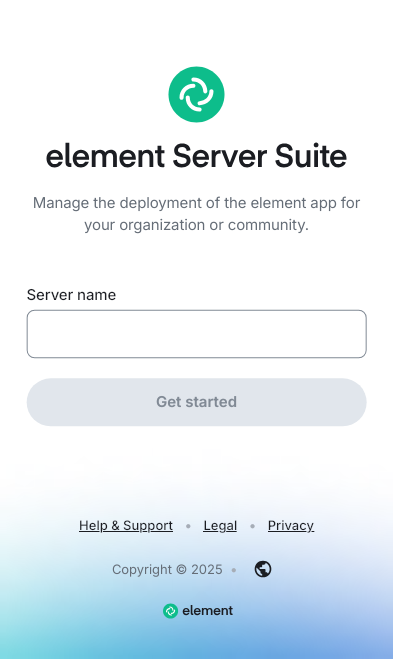 element Server Suite
Manage the deployment of the element app for
your organization or community.
Server name
Get started
Help & Support • Legal • Privacy
Copyright © 2025 •
element